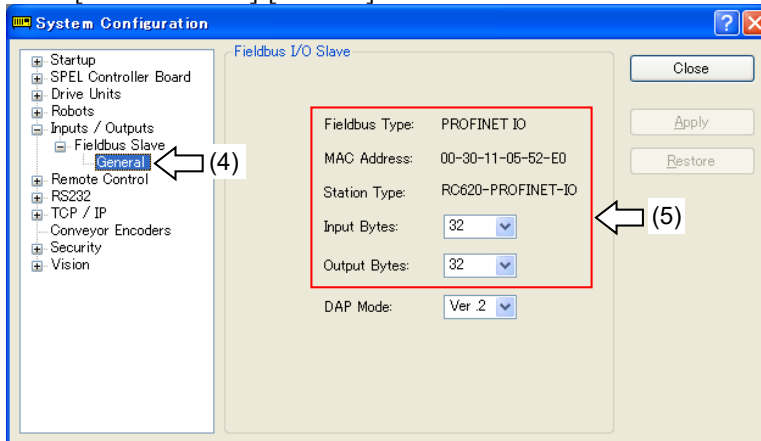 System Configuration
Startup
SPEL Controller Board
Drive Units
Robots
Inputs / Outputs
Fieldbus Slave
General
(4)
Remote Control
RS232
TCP / IP
Conveyor Encoders
Security
Vision
Fieldbus I/O Slave
Fieldbus Type: PROFINET IO
MAC Address: 00-30-11-05-52-E0
Station Type: RC620-PROFINET-IO
Input Bytes: 32
Output Bytes: 32
(5)
DAP Mode: Ver .2
Close
Apply
Restore